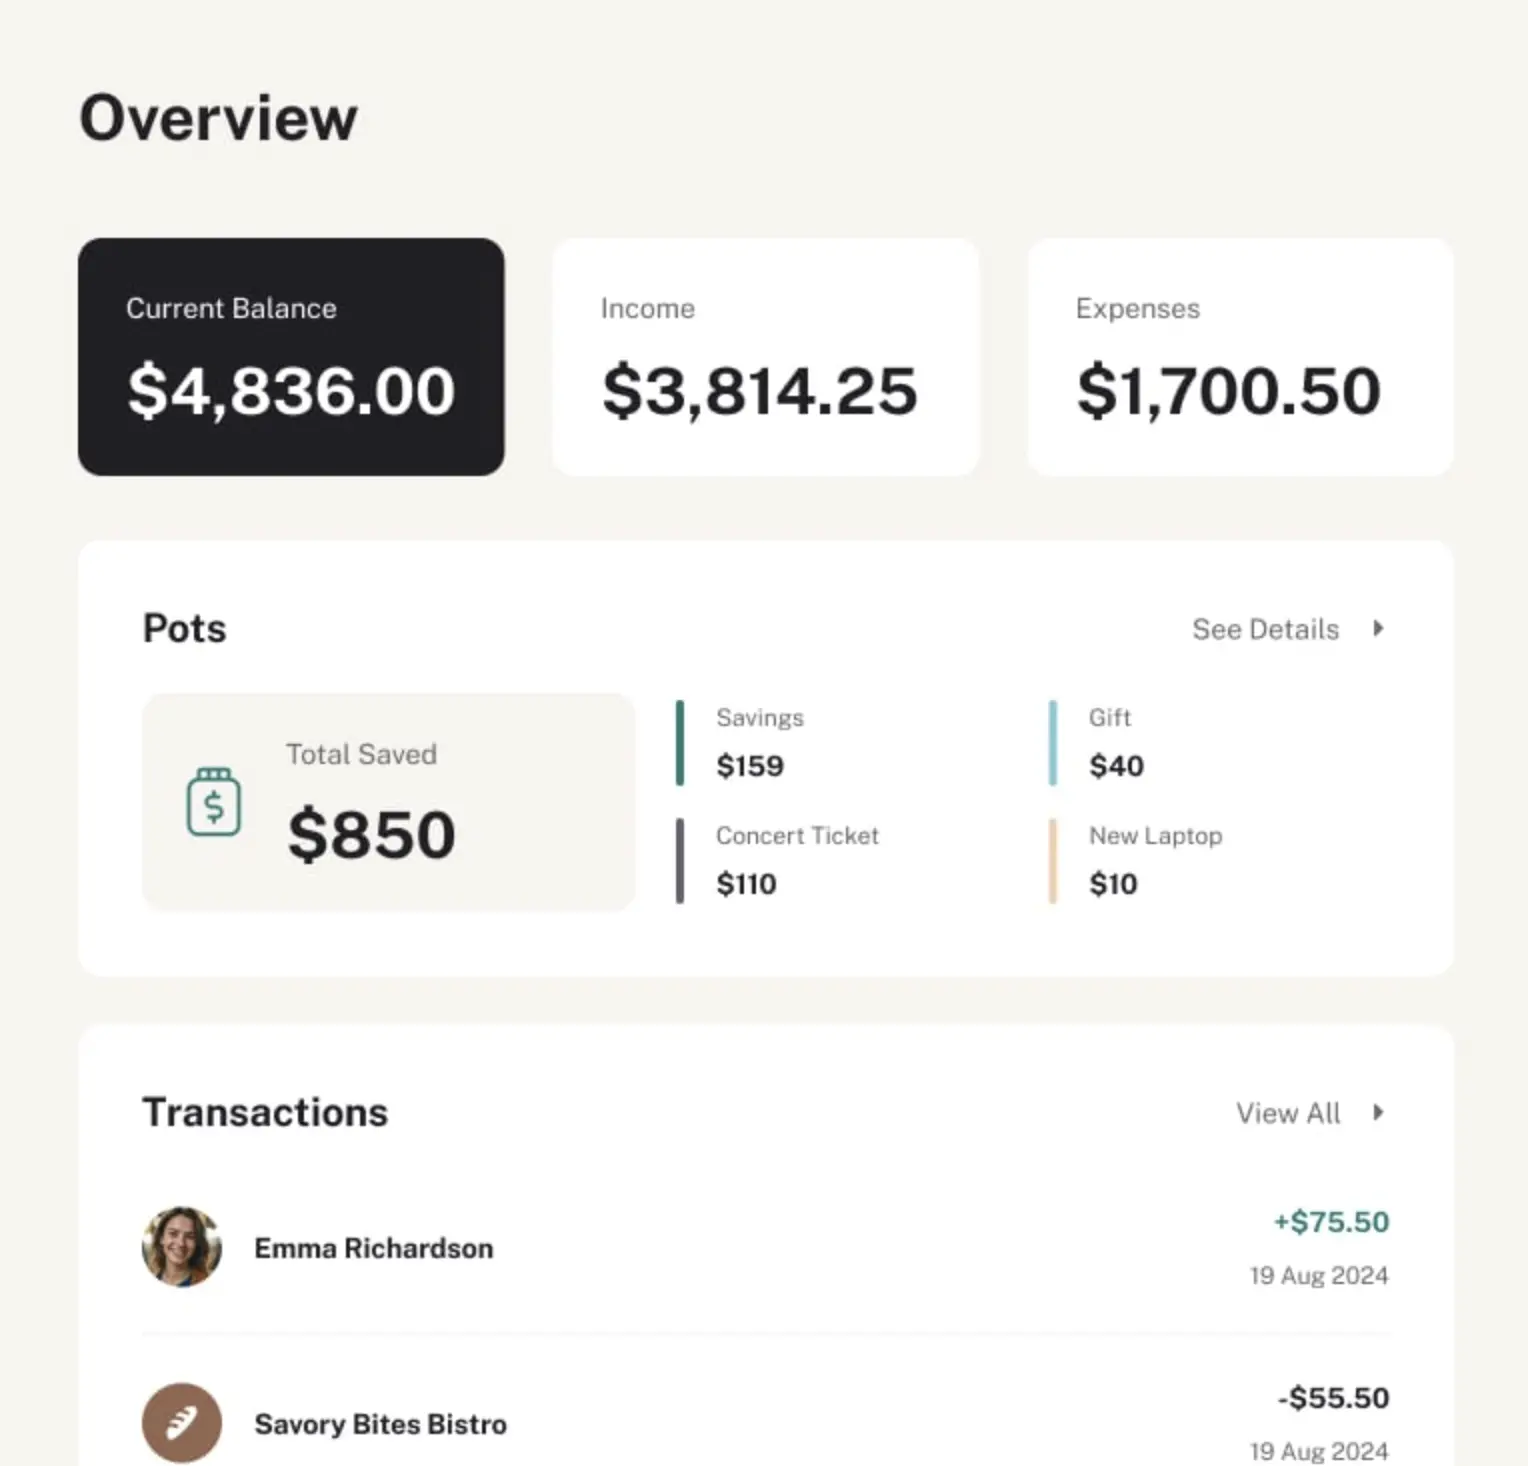 Overview
Current Balance
$4,836.00
Income
$3,814.25
Expenses
$1,700.50
Pots
See Details
$
Total Saved
$850
Savings
$159
Gift
$40
Concert Ticket
$110
New Laptop
$10
Transactions
View All
Emma Richardson
+$75.50
19 Aug 2024
Savory Bites Bistro
-$55.50
19 Aug 2024